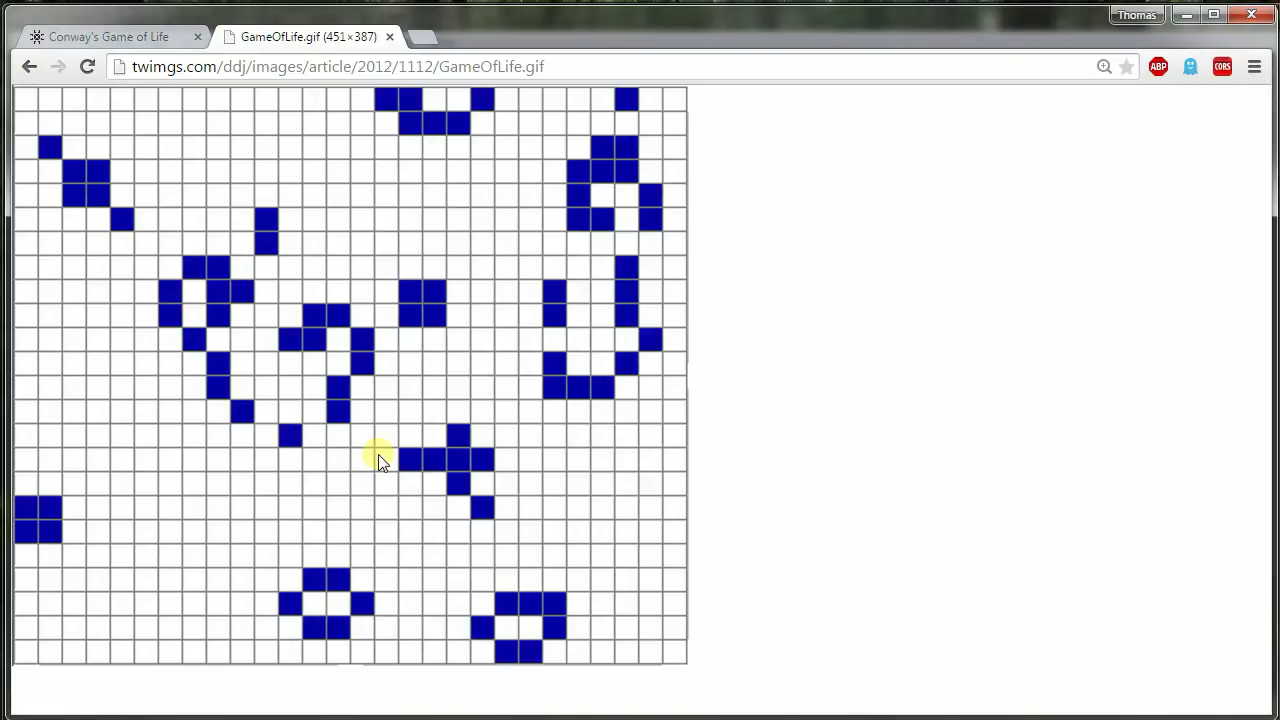 Thomas
Conway's Game of Life
GameOfLife.gif (451×387)
twimgs.com/ddj/images/article/2012/1112/GameOfLife.gif
ABP
CORS